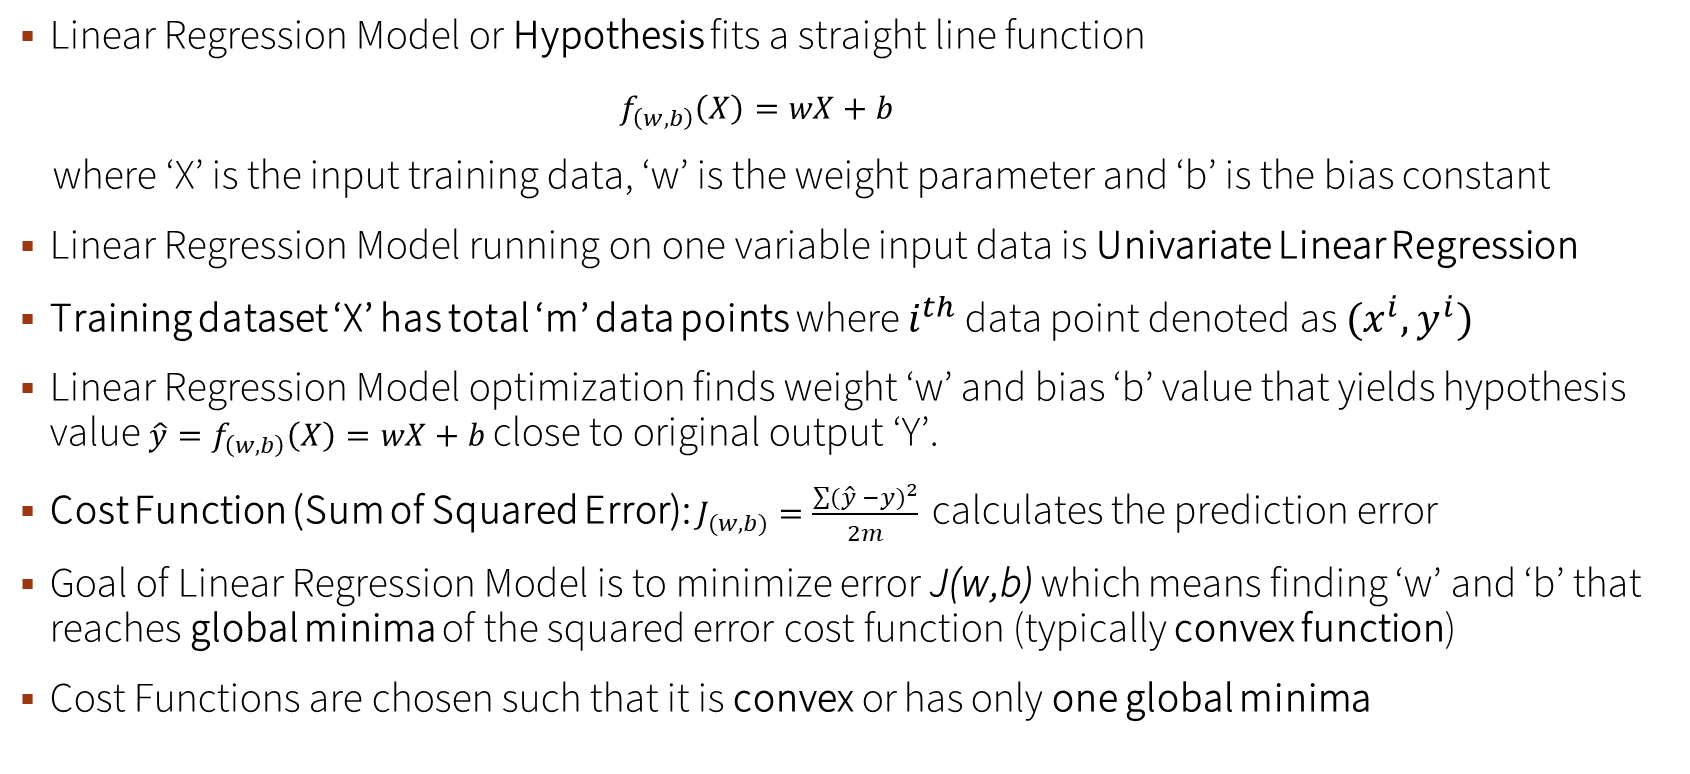 ▪ Linear Regression Model or Hypothesis fits a straight line function
f₍w,b₎(X) = wX + b
where ‘X’ is the input training data, ‘w’ is the weight parameter and ‘b’ is the bias constant
▪ Linear Regression Model running on one variable input data is Univariate Linear Regression
▪ Training dataset ‘X’ has total ‘m’ data points where iᵗʰ data point denoted as (xⁱ, yⁱ)
▪ Linear Regression Model optimization finds weight ‘w’ and bias ‘b’ value that yields hypothesis
value ŷ = f₍w,b₎(X) = wX + b close to original output ‘Y’.
▪ Cost Function (Sum of Squared Error): J₍w,b₎ = ∑(ŷ −y)²/2m calculates the prediction error
▪ Goal of Linear Regression Model is to minimize error J(w,b) which means finding ‘w’ and ‘b’ that
reaches global minima of the squared error cost function (typically convex function)
▪ Cost Functions are chosen such that it is convex or has only one global minima